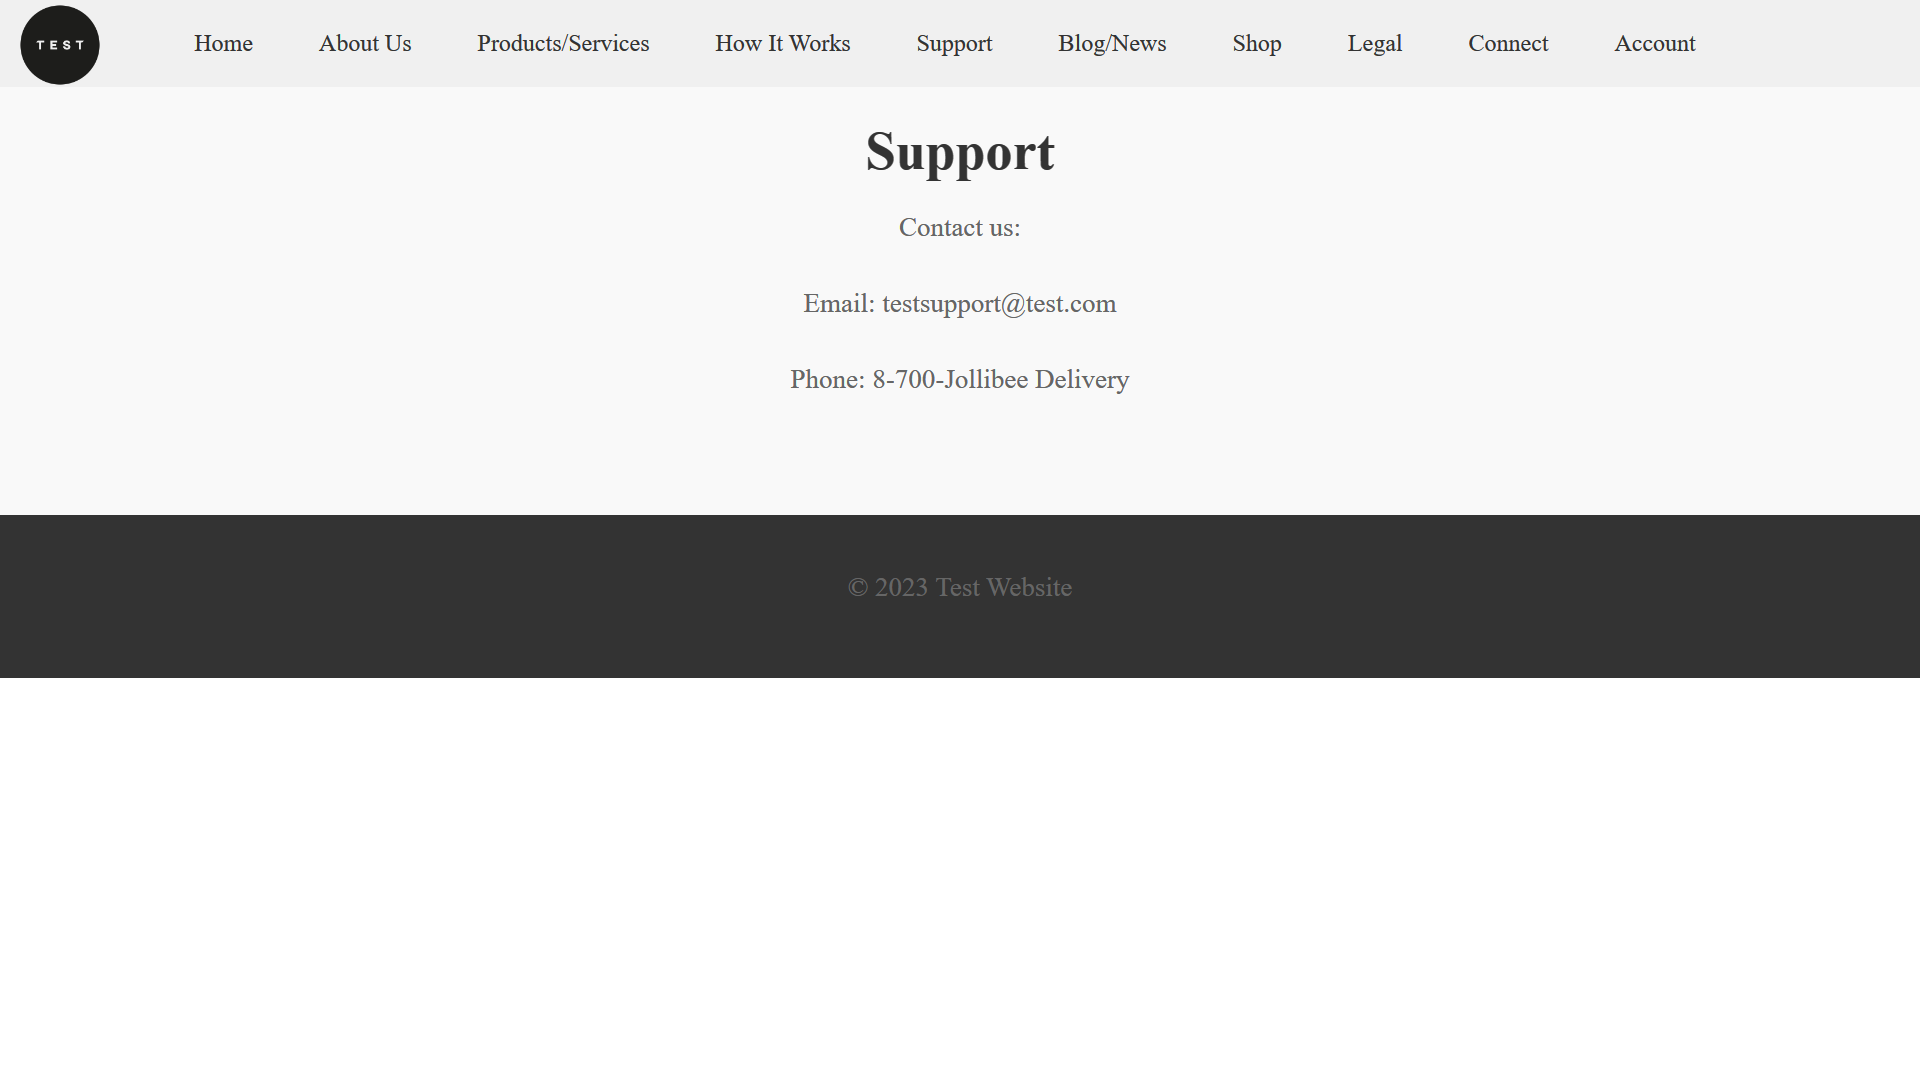 TEST
Home About Us Products/Services How It Works Support Blog/News Shop Legal Connect Account
Support
Contact us:
Email: testsupport@test.com
Phone: 8-700-Jollibee Delivery
© 2023 Test Website